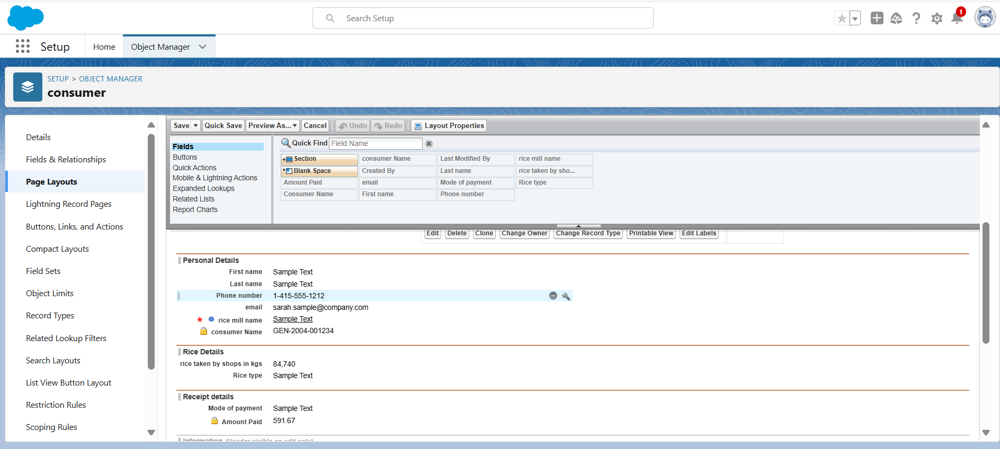 Search Setup
1
Setup
Home
Object Manager
SETUP > OBJECT MANAGER
consumer
Details
Fields & Relationships
Page Layouts
Lightning Record Pages
Buttons, Links, and Actions
Compact Layouts
Field Sets
Object Limits
Record Types
Related Lookup Filters
Search Layouts
List View Button Layout
Restriction Rules
Scoping Rules
Save Quick Save Preview As... Cancel Undo Redo Layout Properties
Fields
Buttons
Quick Actions
Mobile & Lightning Actions
Expanded Lookups
Related Lists
Report Charts
Quick Find Field Name
Section consumer Name Last Modified By rice mill name
Blank Space Created By Last name rice taken by sho...
Amount Paid email Mode of payment Rice type
Consumer Name First name Phone number
Edit Delete Clone Change Owner Change Record Type Printable View Edit Labels
Personal Details
First name Sample Text
Last name Sample Text
Phone number 1-415-555-1212
email sarah.sample@company.com
* rice mill name Sample Text
consumer Name GEN-2004-001234
Rice Details
rice taken by shops in kgs 84,740
Rice type Sample Text
Receipt details
Mode of payment Sample Text
Amount Paid 591.67
Information (Header visible on edit only)